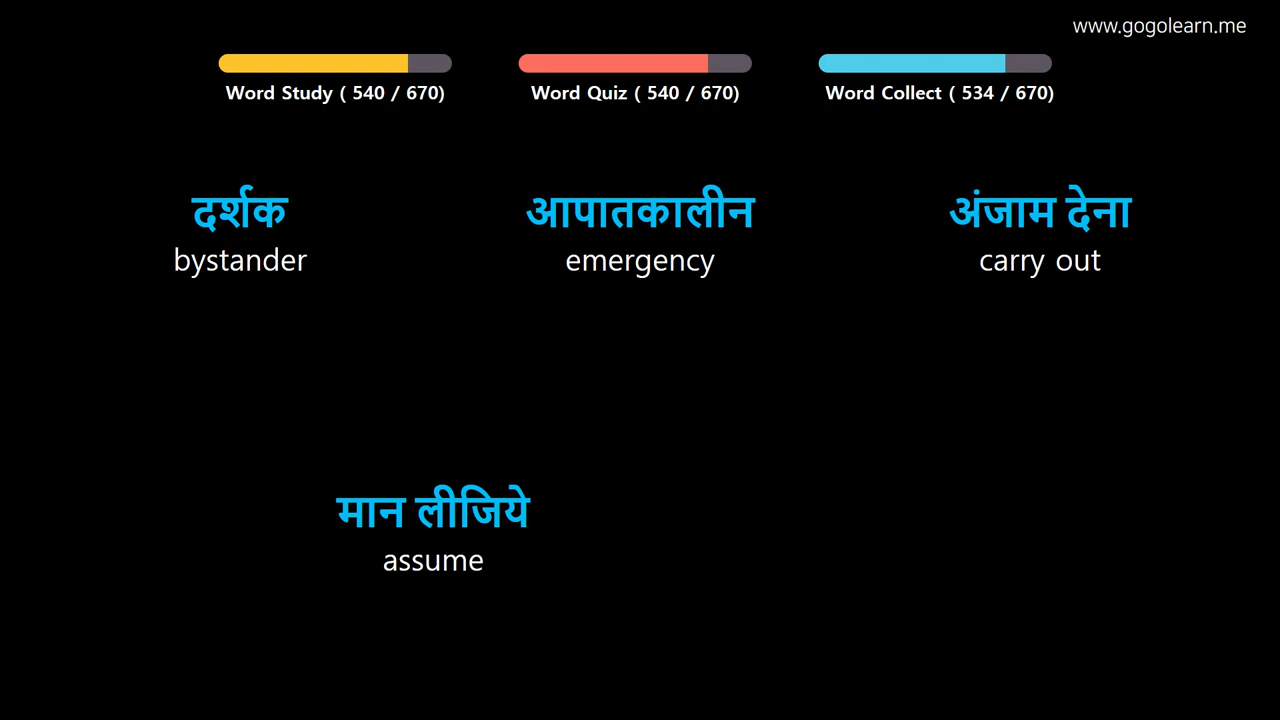 www.gogolearn.me
Word Study ( 540 / 670)
Word Quiz ( 540 / 670)
Word Collect ( 534 / 670)
दर्शक
bystander
आपातकालीन
emergency
अंजाम देना
carry out
मान लीजिये
assume